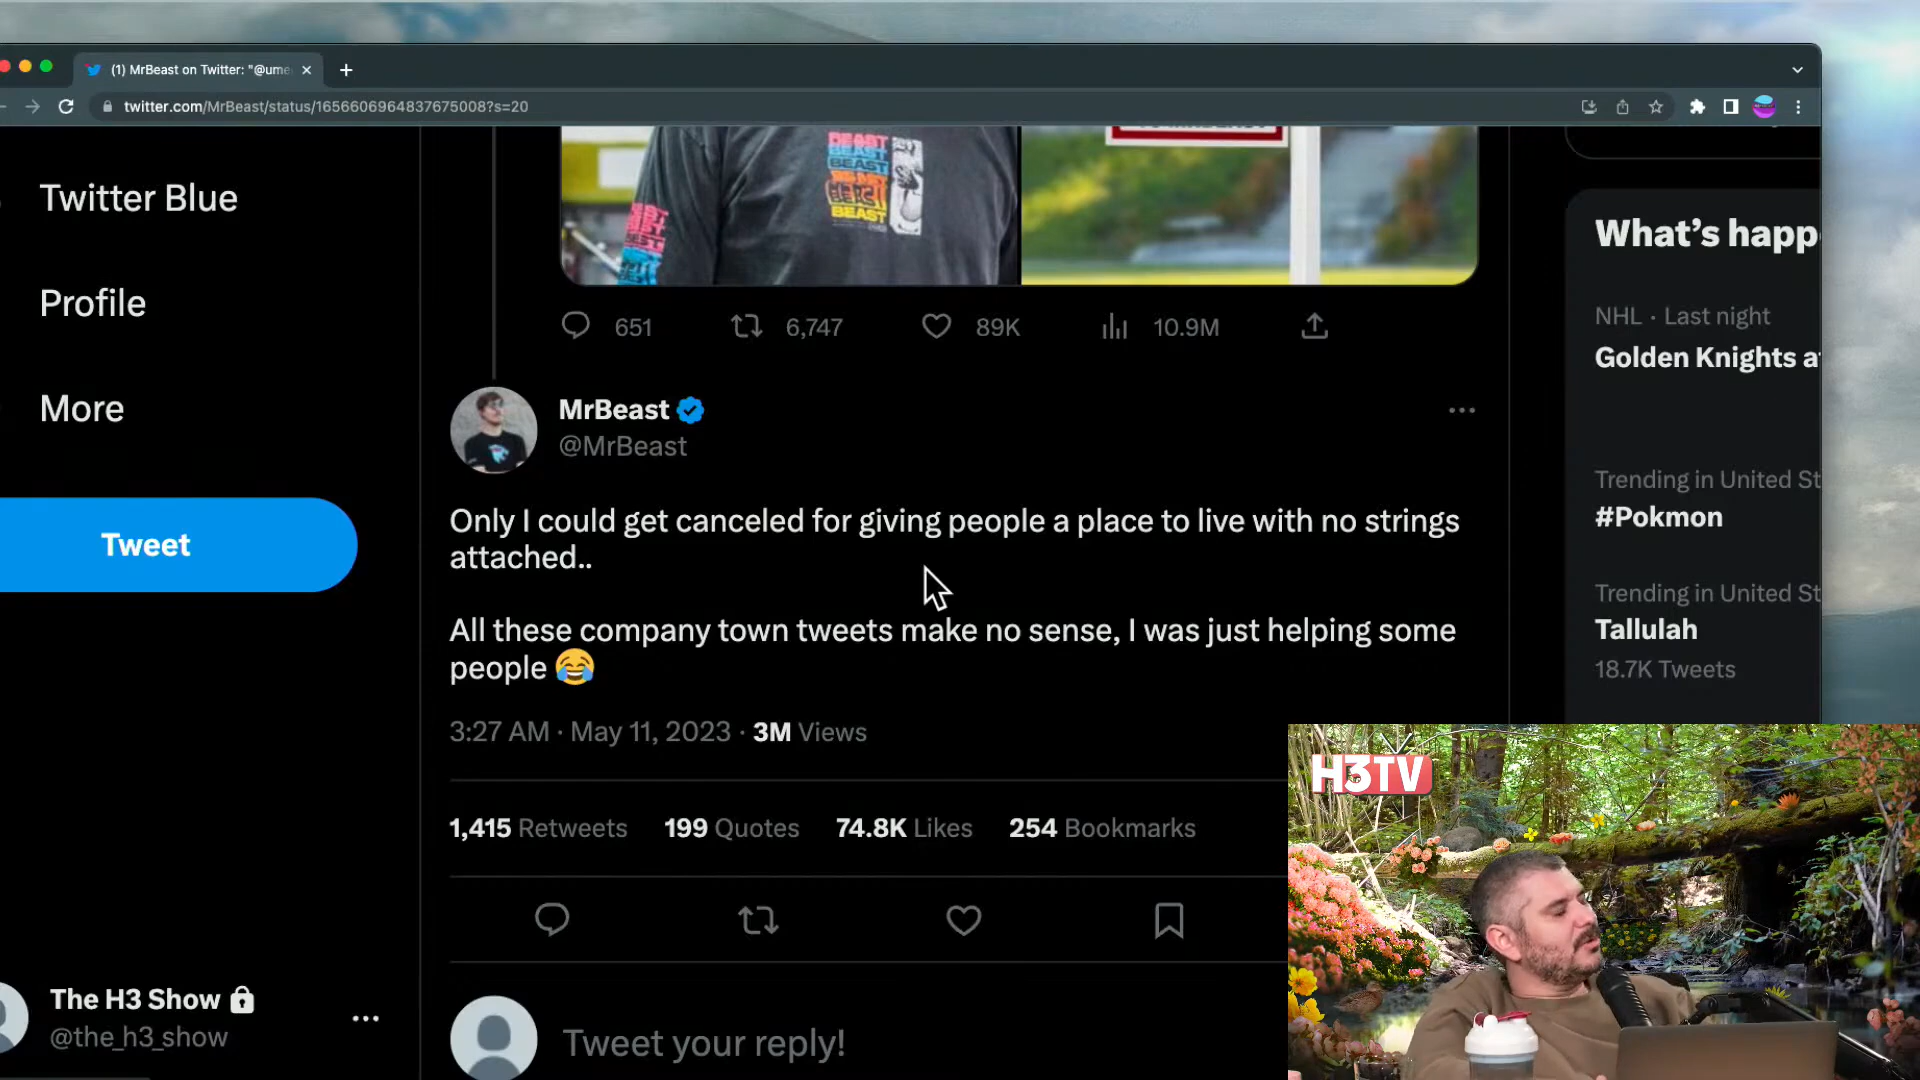 (1) MrBeast on Twitter: "@ume
twitter.com/MrBeast/status/1656606964837675008?s=20
Twitter Blue
Profile
More
Tweet
The H3 Show
@the_h3_show
BEAST
BEAST
BEAST
BEAST
651
6,747
89K
10.9M
MrBeast
@MrBeast
Only I could get canceled for giving people a place to live with no strings
attached..
All these company town tweets make no sense, I was just helping some
people 😂
3:27 AM · May 11, 2023 · 3M Views
1,415 Retweets 199 Quotes 74.8K Likes 254 Bookmarks
Tweet your reply!
What's happ
NHL · Last night
Golden Knights a
Trending in United St
#Pokmon
Trending in United St
Tallulah
18.7K Tweets
H3TV